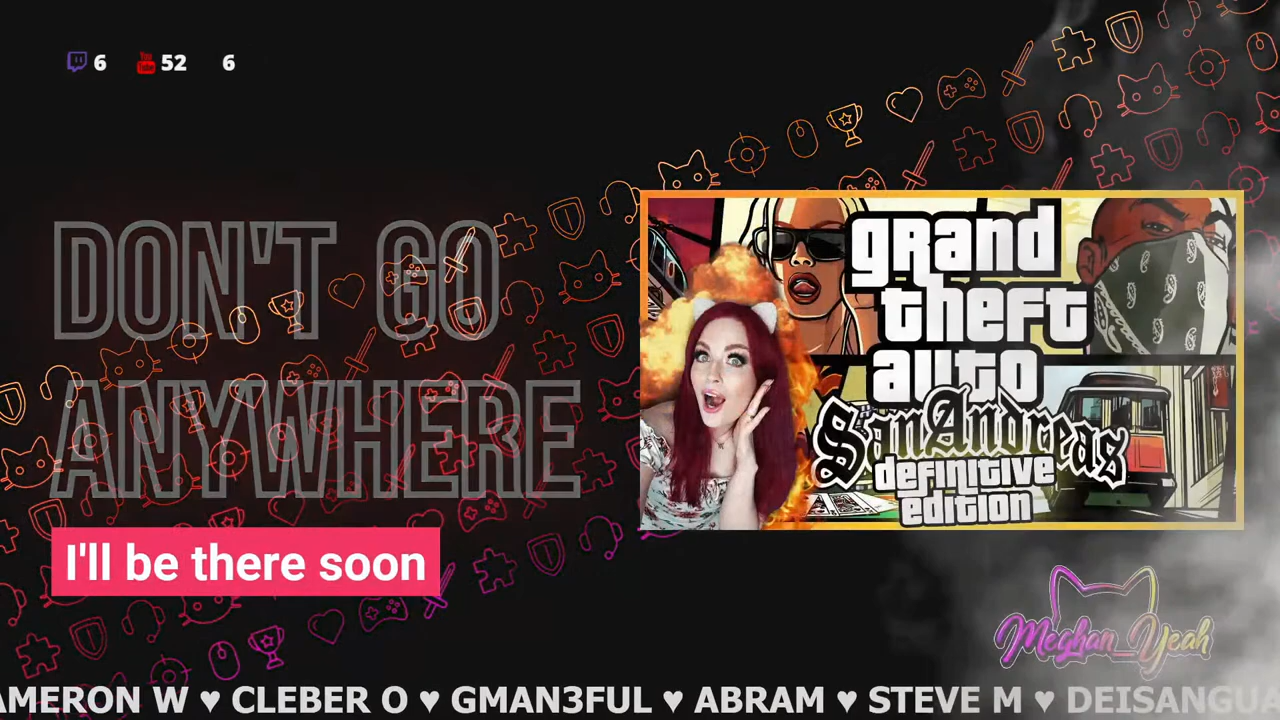 6 52 6
DON'T GO
ANYWHERE
I'll be there soon
grand
theft
auto
San Andreas
definitive
edition
Meghan_Yeah
AMERON W ♥ CLEBER O ♥ GMAN3FUL ♥ ABRAM ♥ STEVE M ♥ DEISANGUA